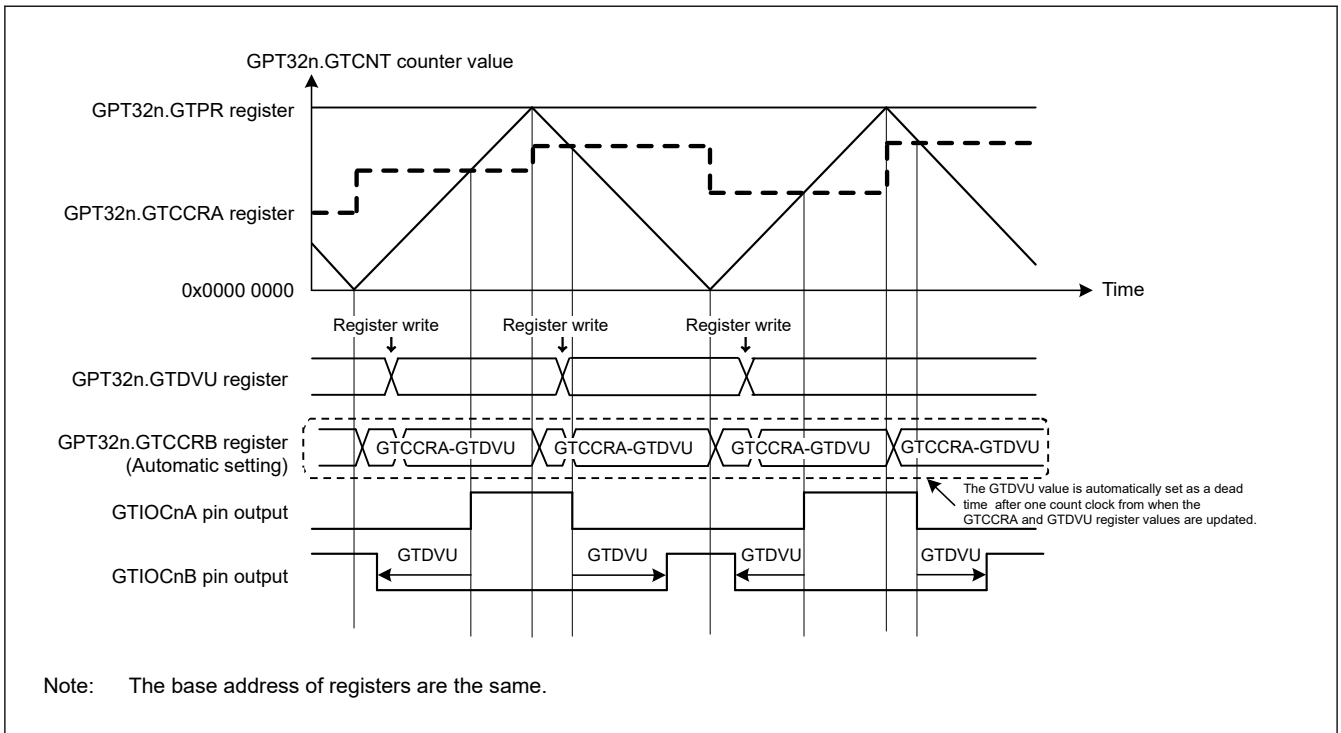 GPT32n.GTCNT counter value
GPT32n.GTPR register
GPT32n.GTCCRA register
0x0000 0000
Time
Register write
Register write
Register write
GPT32n.GTDVU register
GPT32n.GTCCRB register
(Automatic setting)
GTCCRA-GTDVU
GTCCRA-GTDVU
GTCCRA-GTDVU
GTCCRA-GTDVU
The GTDVU value is automatically set as a dead
time after one count clock from when the
GTCCRA and GTDVU register values are updated.
GTIOCnA pin output
GTDVU
GTDVU
GTDVU
GTDVU
GTIOCnB pin output
Note: The base address of registers are the same.